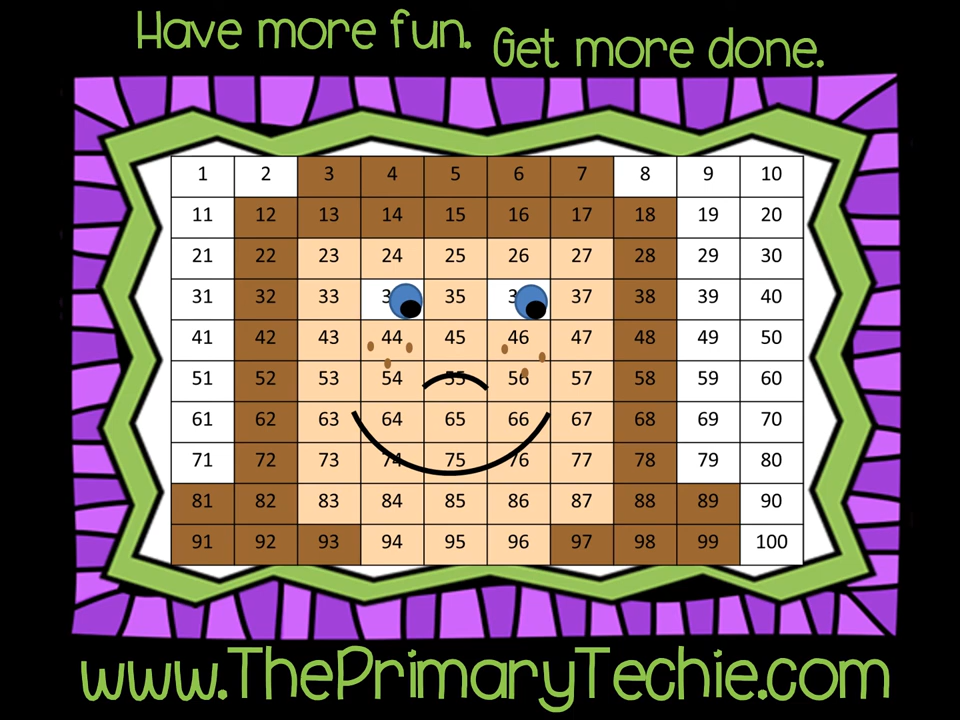 Have more fun. Get more done.
1 2 3 4 5 6 7 8 9 10
11 12 13 14 15 16 17 18 19 20
21 22 23 24 25 26 27 28 29 30
31 32 33 35 37 38 39 40
41 42 43 44 45 46 47 48 49 50
51 52 53 54 55 56 57 58 59 60
61 62 63 64 65 66 67 68 69 70
71 72 73 74 75 76 77 78 79 80
81 82 83 84 85 86 87 88 89 90
91 92 93 94 95 96 97 98 99 100
www.ThePrimaryTechie.com